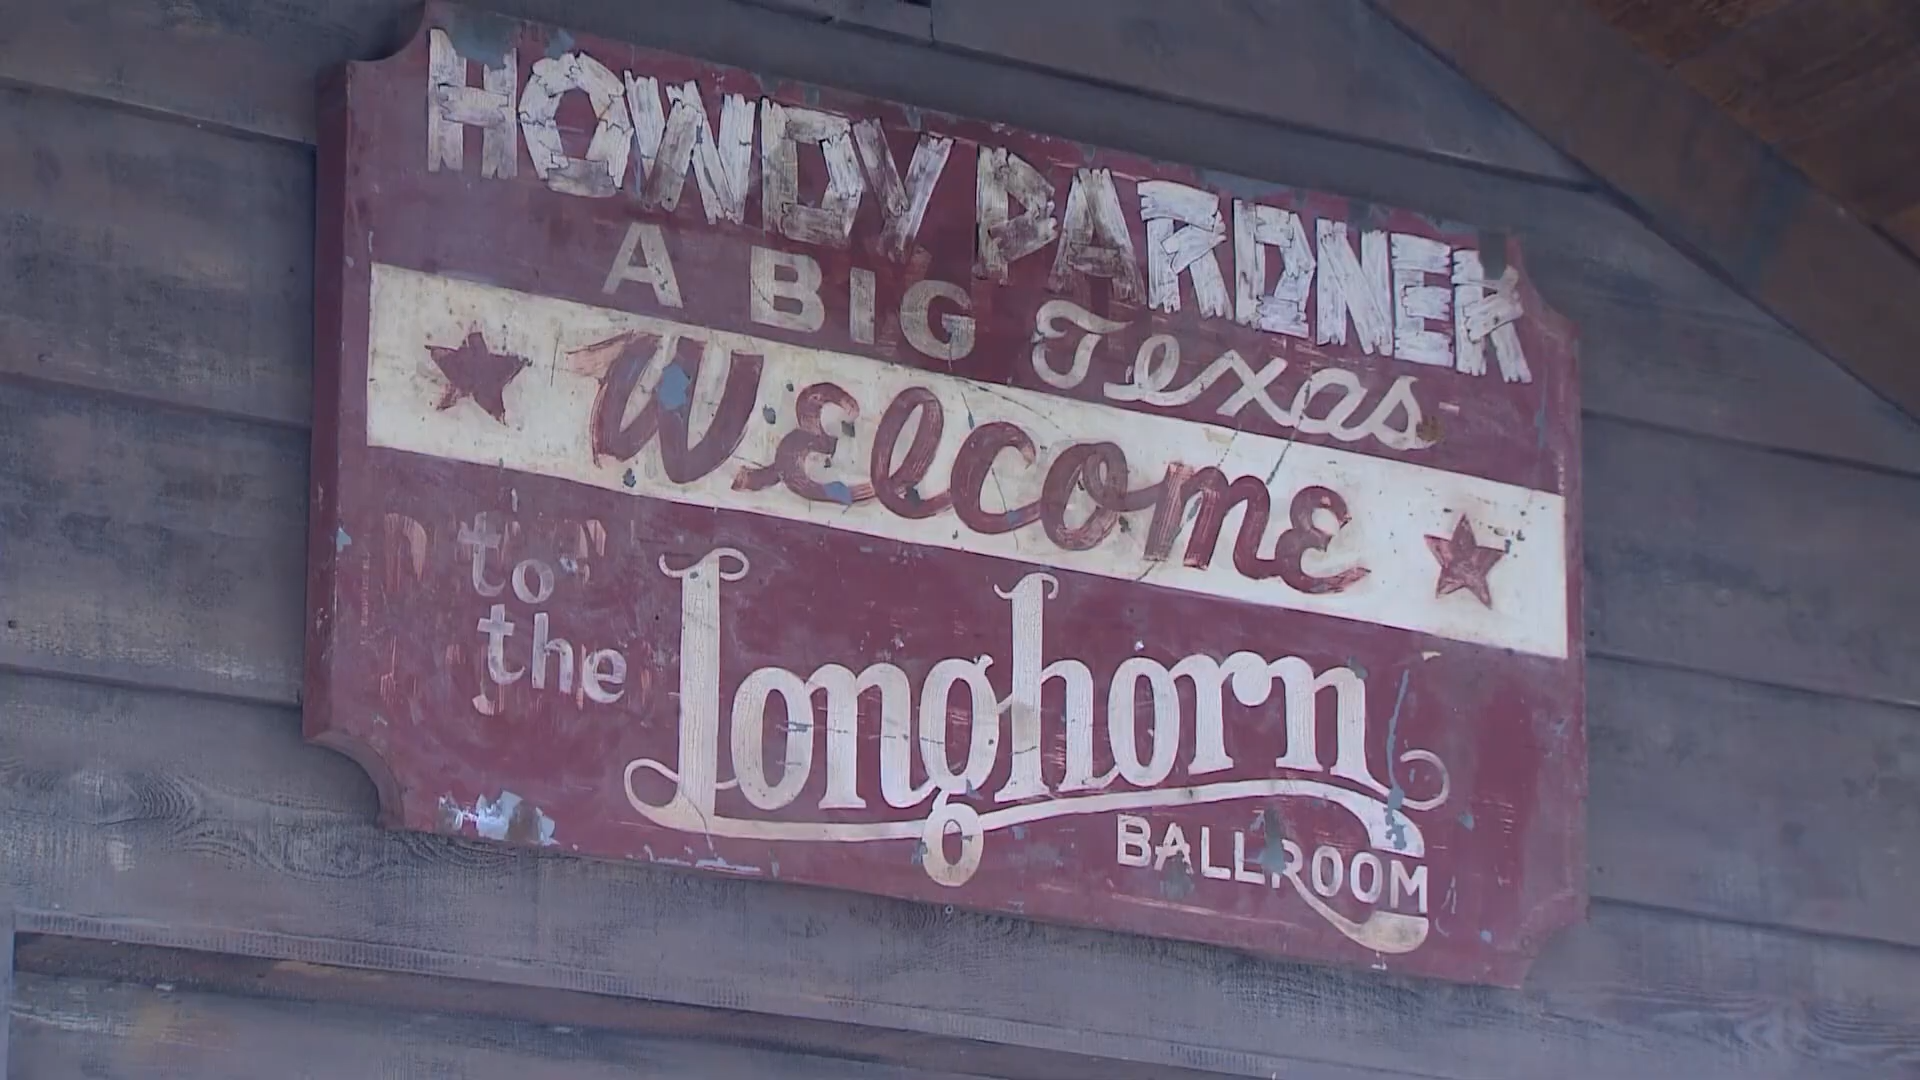 HOWDY PARDNER
A BIG Texas
Welcome
to the Longhorn
BALLROOM